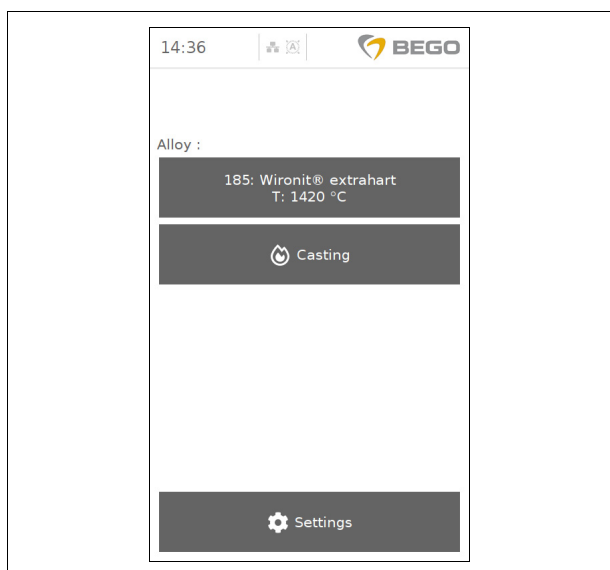 14:36
A
BEGO
Alloy :
185: Wironit® extrahart
T: 1420 °C
Casting
Settings